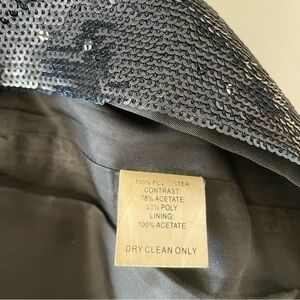 100% POLYESTER
CONTRAST:
78% ACETATE
POLY
LINING:
100% ACETATE
DRY CLEAN ONLY